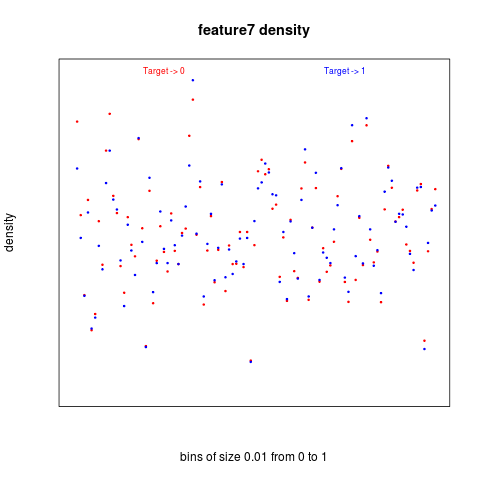 feature7 density
Target -> 0
Target -> 1
density
bins of size 0.01 from 0 to 1